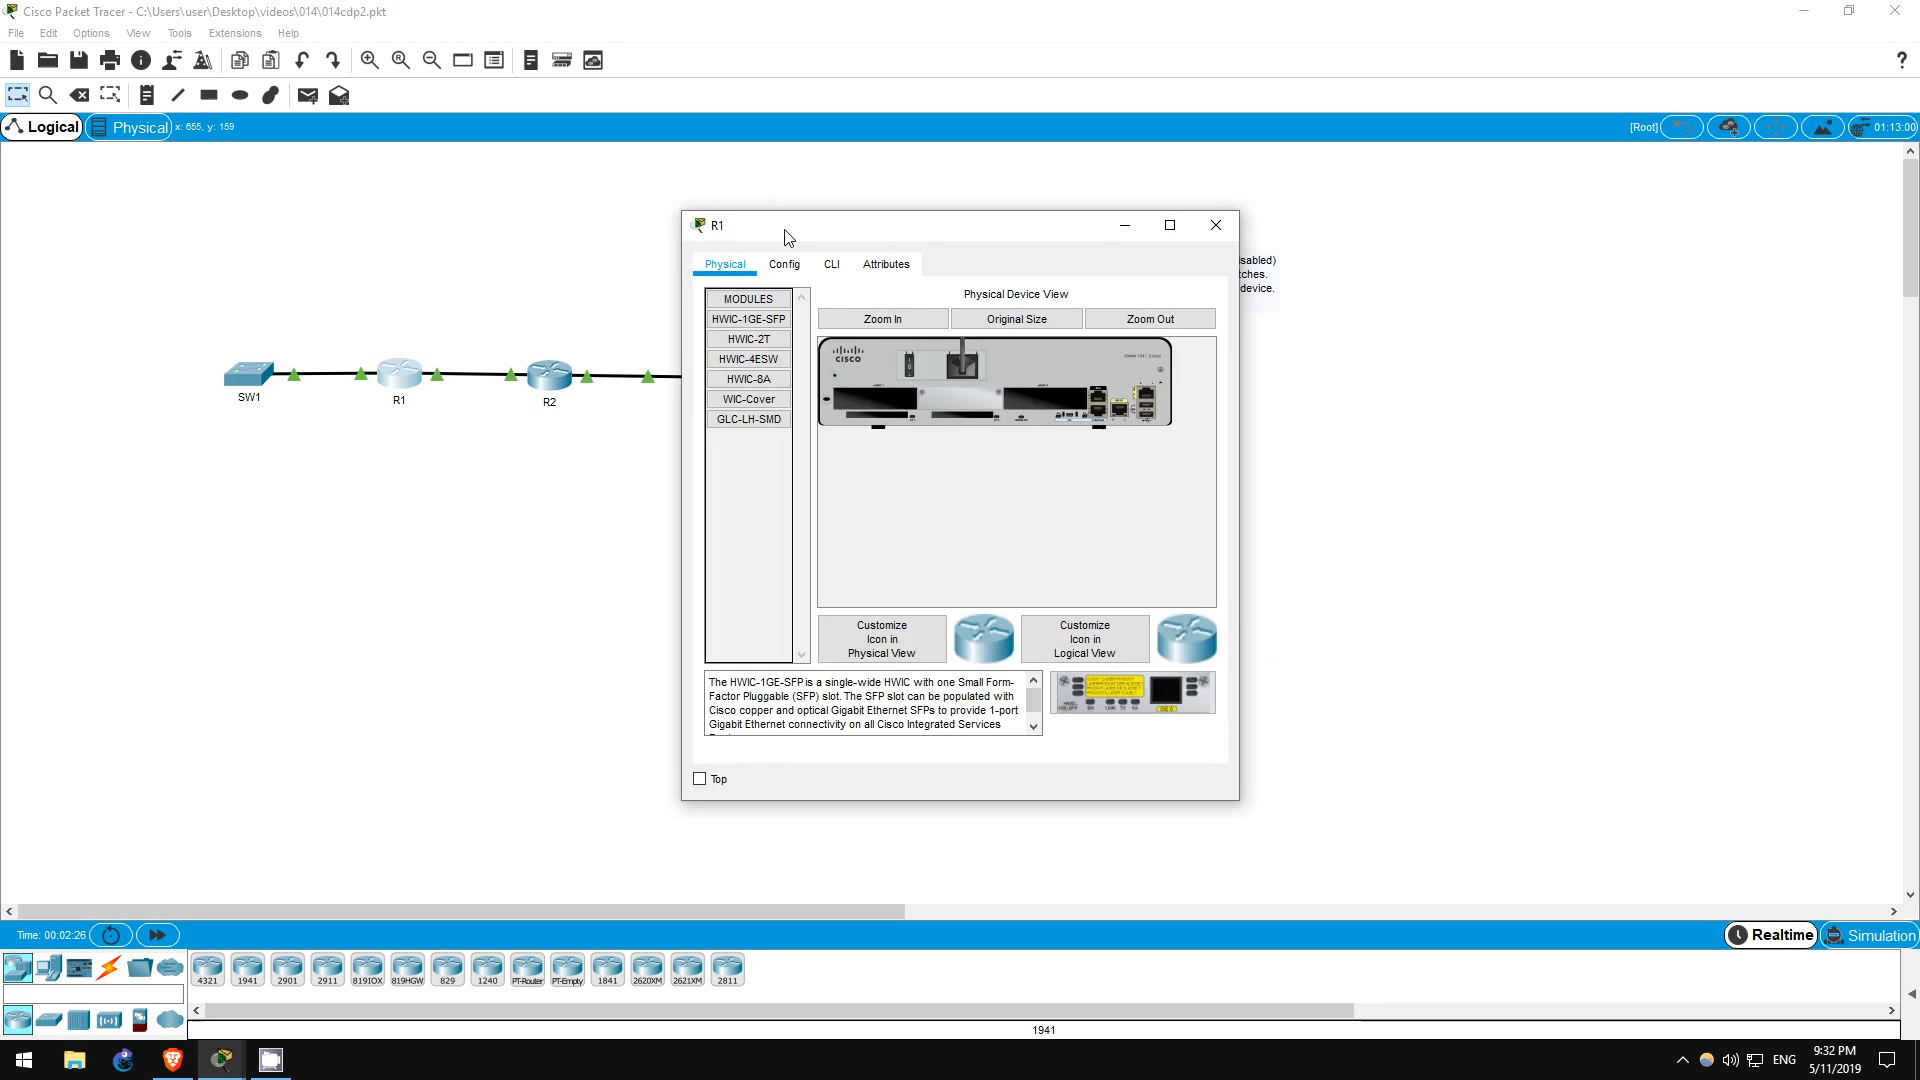 Cisco Packet Tracer - C:\Users\user\Desktop\videos\014\014cdp2.pkt
File Edit Options View Tools Extensions Help
Logical Physical x: 655, y: 159 [Root] 01:13:00
R1
Physical Config CLI Attributes
sabled)
tches.
device.
MODULES
HWIC-1GE-SFP
HWIC-2T
HWIC-4ESW
HWIC-8A
WIC-Cover
GLC-LH-SMD
Physical Device View
Zoom In Original Size Zoom Out
CISCO
SW1 R1 R2
Customize
Icon in
Physical View
Customize
Icon in
Logical View
The HWIC-1GE-SFP is a single-wide HWIC with one Small Form-
Factor Pluggable (SFP) slot. The SFP slot can be populated with
Cisco copper and optical Gigabit Ethernet SFPs to provide 1-port
Gigabit Ethernet connectivity on all Cisco Integrated Services
Top
Time: 00:02:26 Realtime Simulation
4321 1941 2901 2911 819IOX 819HGW 829 1240 PT-Router PT-Empty 1841 2620XM 2621XM 2811
1941
ENG
9:32 PM
5/11/2019